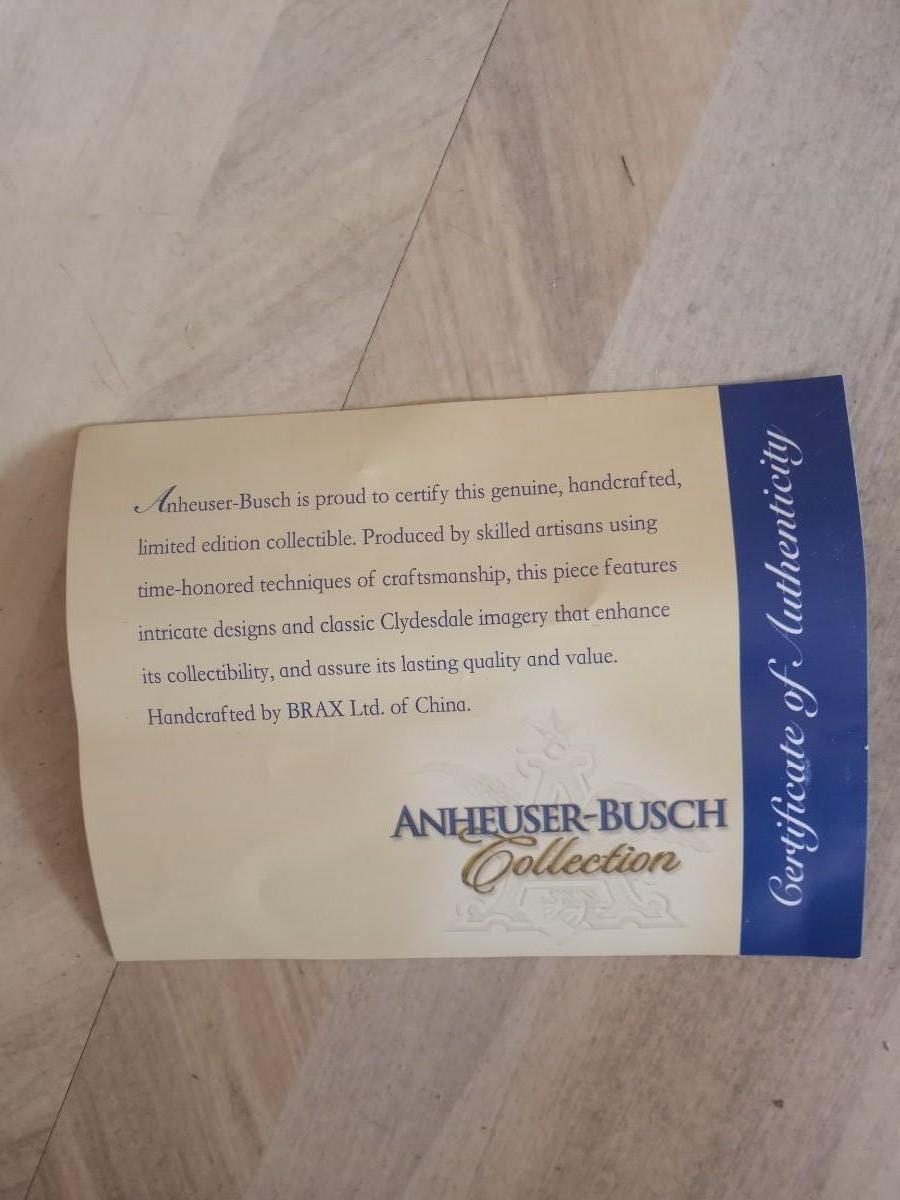 Anheuser-Busch is proud to certify this genuine, handcrafted,
limited edition collectible. Produced by skilled artisans using
time-honored techniques of craftsmanship, this piece features
intricate designs and classic Clydesdale imagery that enhance
its collectibility, and assure its lasting quality and value.
Handcrafted by BRAX Ltd. of China.
ANHEUSER-BUSCH
Collection
Certificate of Authenticity